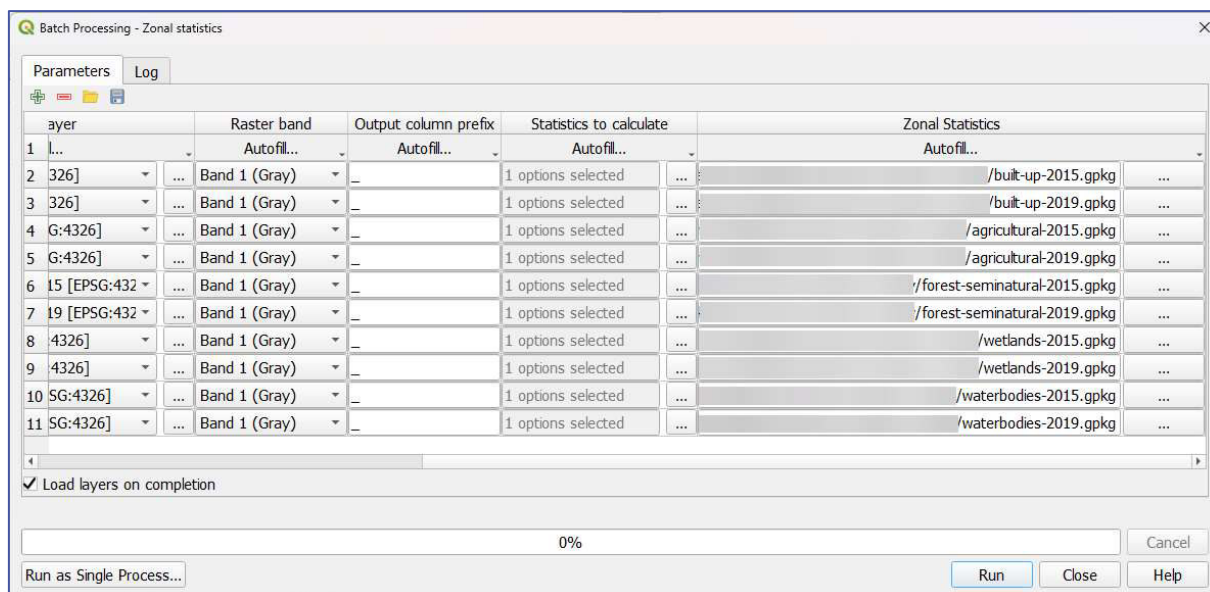 Batch Processing - Zonal statistics
Parameters Log
ayer Raster band Output column prefix Statistics to calculate Zonal Statistics
1 l... Autofill... Autofill... Autofill... Autofill...
2 326] ... Band 1 (Gray) _ 1 options selected ... /built-up-2015.gpkg ...
3 326] ... Band 1 (Gray) _ 1 options selected ... /built-up-2019.gpkg ...
4 G:4326] ... Band 1 (Gray) _ 1 options selected ... /agricultural-2015.gpkg ...
5 G:4326] ... Band 1 (Gray) _ 1 options selected ... /agricultural-2019.gpkg ...
6 15 [EPSG:432 ... Band 1 (Gray) _ 1 options selected ... /forest-seminatural-2015.gpkg ...
7 19 [EPSG:432 ... Band 1 (Gray) _ 1 options selected ... /forest-seminatural-2019.gpkg ...
8 4326] ... Band 1 (Gray) _ 1 options selected ... /wetlands-2015.gpkg ...
9 4326] ... Band 1 (Gray) _ 1 options selected ... /wetlands-2019.gpkg ...
10 SG:4326] ... Band 1 (Gray) _ 1 options selected ... /waterbodies-2015.gpkg ...
11 SG:4326] ... Band 1 (Gray) _ 1 options selected ... /waterbodies-2019.gpkg ...
Load layers on completion
0% Cancel
Run as Single Process... Run Close Help